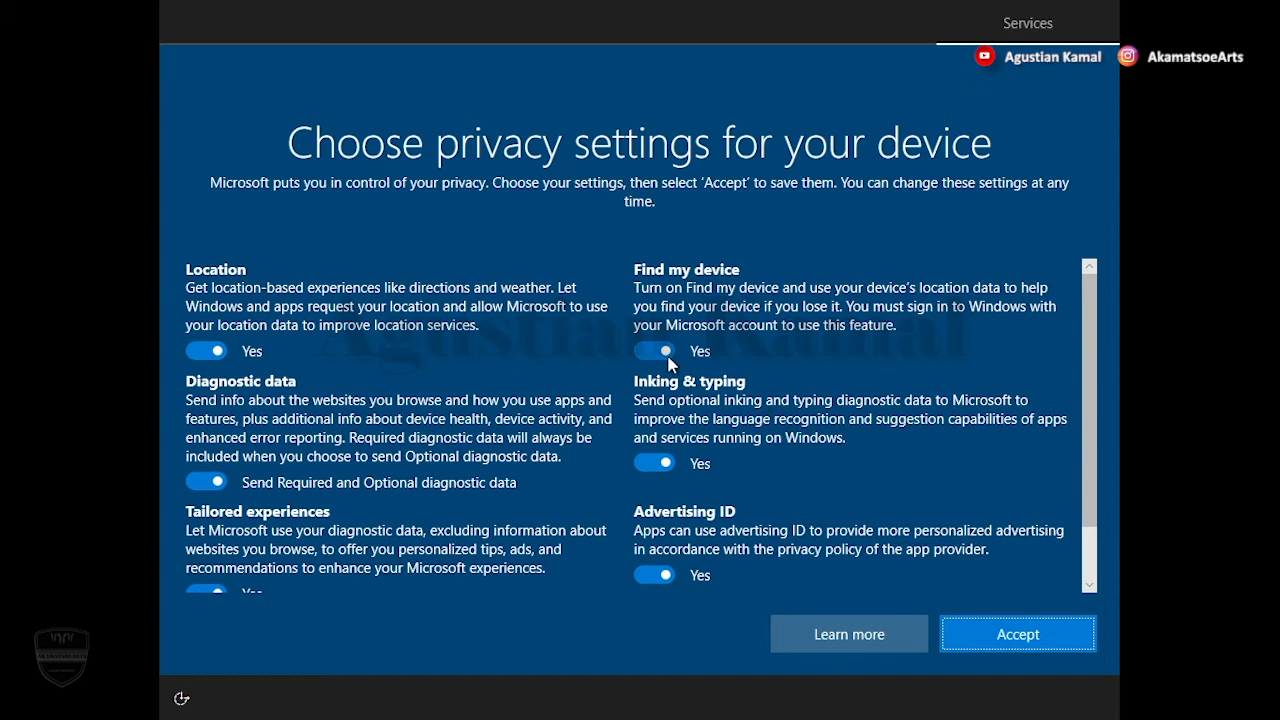 Services
Agustian Kamal
AkamatsoeArts
Choose privacy settings for your device
Microsoft puts you in control of your privacy. Choose your settings, then select ‘Accept’ to save them. You can change these settings at any
time.
Location
Get location-based experiences like directions and weather. Let
Windows and apps request your location and allow Microsoft to use
your location data to improve location services.
Yes
Find my device
Turn on Find my device and use your device’s location data to help
you find your device if you lose it. You must sign in to Windows with
your Microsoft account to use this feature.
Yes
Agustian Kamal
Diagnostic data
Send info about the websites you browse and how you use apps and
features, plus additional info about device health, device activity, and
enhanced error reporting. Required diagnostic data will always be
included when you choose to send Optional diagnostic data.
Send Required and Optional diagnostic data
Inking & typing
Send optional inking and typing diagnostic data to Microsoft to
improve the language recognition and suggestion capabilities of apps
and services running on Windows.
Yes
Tailored experiences
Let Microsoft use your diagnostic data, excluding information about
websites you browse, to offer you personalized tips, ads, and
recommendations to enhance your Microsoft experiences.
Yes
Advertising ID
Apps can use advertising ID to provide more personalized advertising
in accordance with the privacy policy of the app provider.
Yes
Learn more
Accept